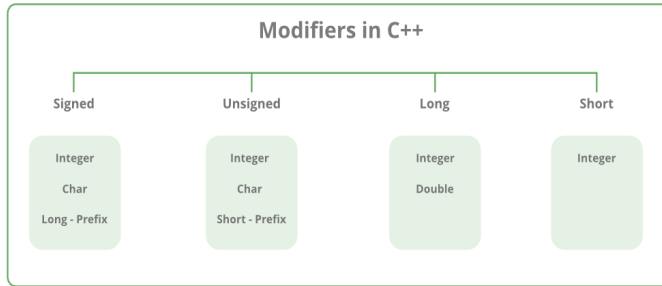 Modifiers in C++
Signed
Unsigned
Long
Short
Integer
Char
Long - Prefix
Integer
Char
Short - Prefix
Integer
Double
Integer